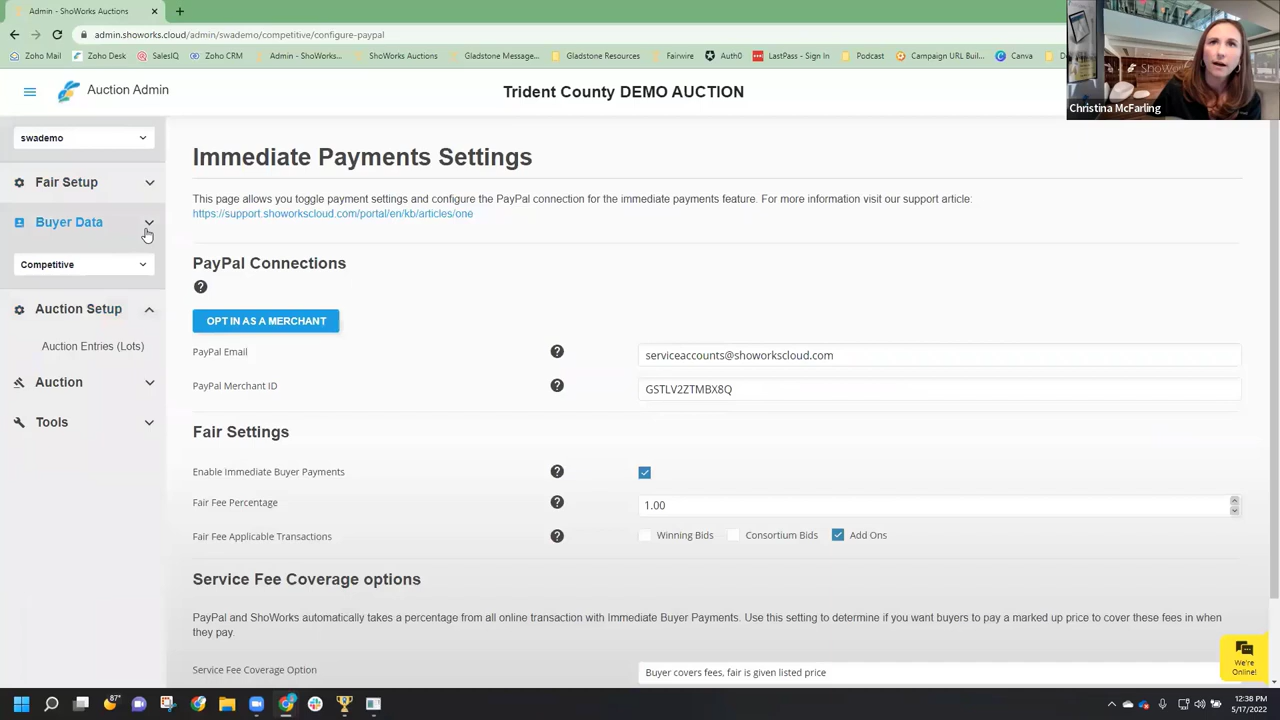 Admin - ShoWorks Auctions
admin.showorks.cloud/admin/swademo/competitive/configure-paypal
Zoho Mail
Zoho Desk
SalesIQ
Zoho CRM
Admin - ShoWorks...
ShoWorks Auctions
Gladstone Message...
Gladstone Resources
Fairwire
Auth0
LastPass - Sign In
Podcast
Campaign URL Buil...
Canva
Auction Admin
Trident County DEMO AUCTION
Christina McFarling
swademo
Fair Setup
Buyer Data
Competitive
Auction Setup
Auction Entries (Lots)
Auction
Tools
Immediate Payments Settings
This page allows you toggle payment settings and configure the PayPal connection for the immediate payments feature. For more information visit our support article:
https://support.showorkscloud.com/portal/en/kb/articles/one
PayPal Connections
OPT IN AS A MERCHANT
PayPal Email
serviceaccounts@showorkscloud.com
PayPal Merchant ID
GSTLV2ZTMBX8Q
Fair Settings
Enable Immediate Buyer Payments
Fair Fee Percentage
1.00
Fair Fee Applicable Transactions
Winning Bids
Consortium Bids
Add Ons
Service Fee Coverage options
PayPal and ShoWorks automatically takes a percentage from all online transaction with Immediate Buyer Payments. Use this setting to determine if you want buyers to pay a marked up price to cover these fees in when
they pay.
Service Fee Coverage Option
Buyer covers fees, fair is given listed price
We're
Online!
87°
12:38 PM
5/17/2022